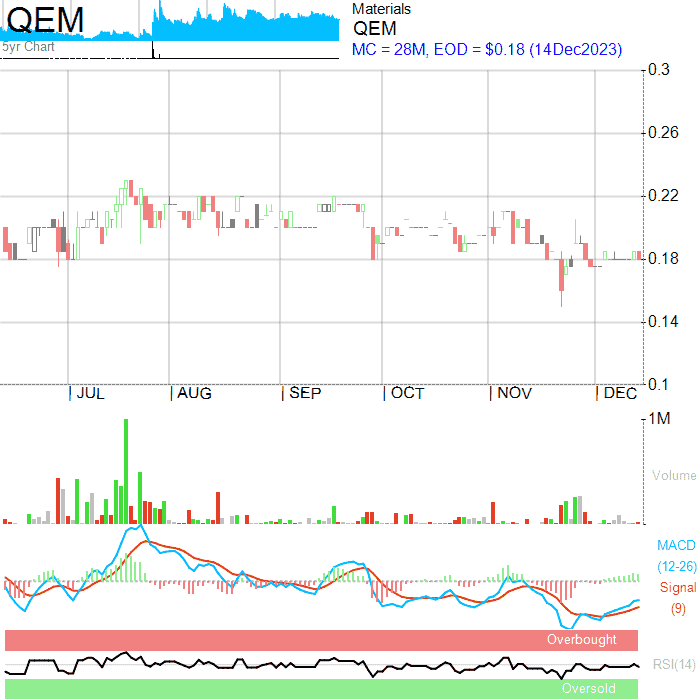 QEM
5yr Chart
Materials
QEM
MC = 28M, EOD = $0.18 (14Dec2023)
0.3
0.26
0.22
0.18
0.14
0.1
JUL AUG SEP OCT NOV DEC
1M
Volume
MACD
(12-26)
Signal
(9)
Overbought
RSI(14)
Oversold